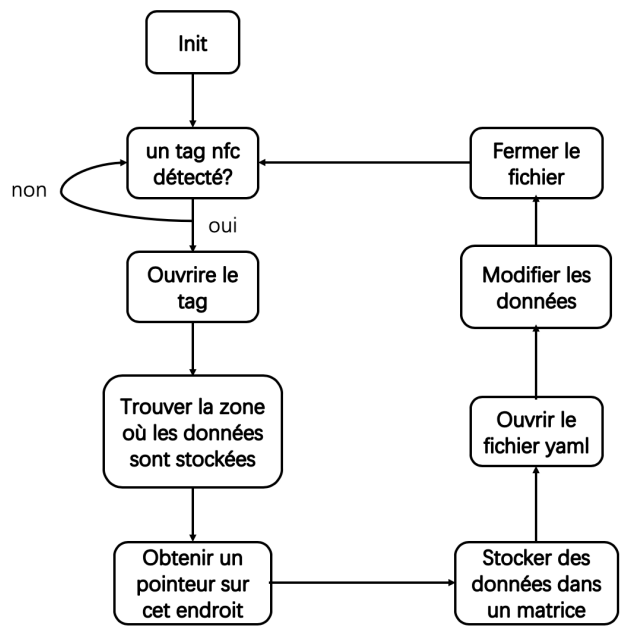 Init
un tag nfc
détecté?
non
oui
Ouvrire le
tag
Trouver la zone
où les données
sont stockées
Obtenir un
pointeur sur
cet endroit
Stocker des
données dans
un matrice
Ouvrir le
fichier yaml
Modifier les
données
Fermer le
fichier